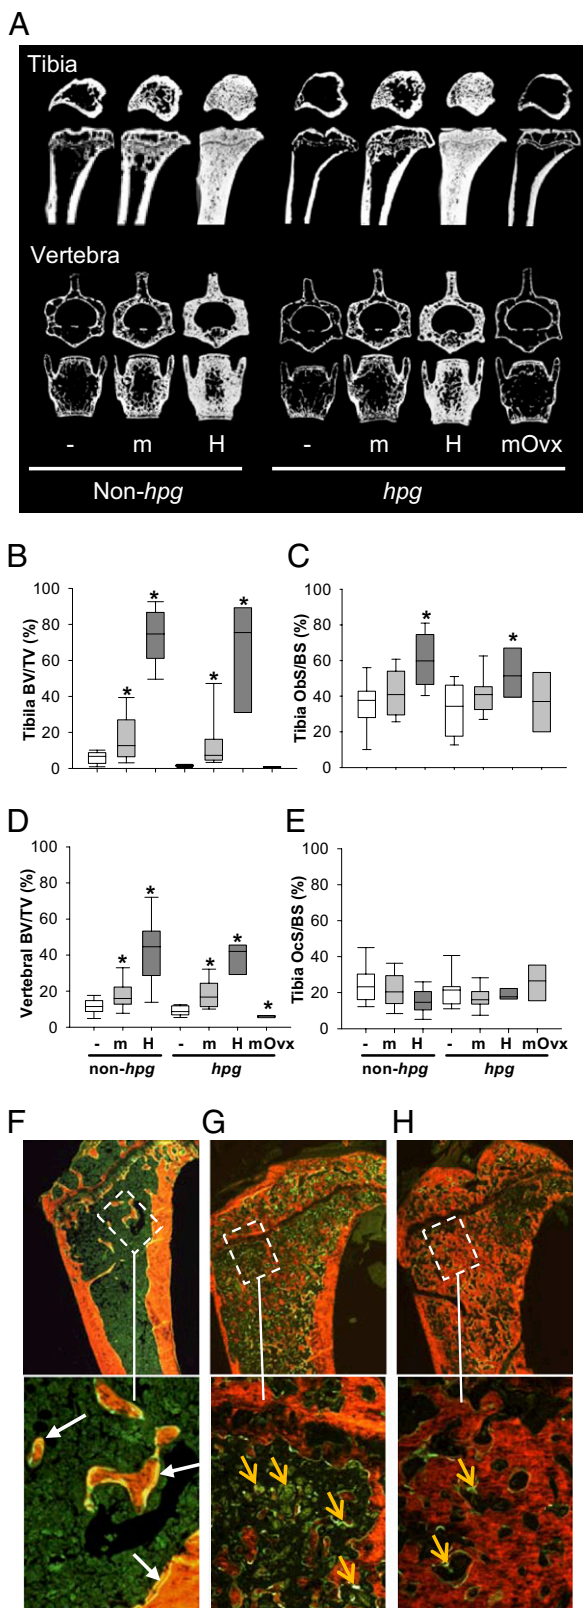 A
Tibia
Vertebra
- m H - m H mOvx
Non-hpg hpg
B
Tibila BV/TV (%)
100
80
60
40
20
0
* * * *
C
Tibia ObS/BS (%)
100
80
60
40
20
0
* *
D
Vertebral BV/TV (%)
100
80
60
40
20
0
* * * * *
- m H - m H mOvx
non-hpg hpg
E
Tibia OcS/BS (%)
100
80
60
40
20
0
- m H - m H mOvx
non-hpg hpg
F G H